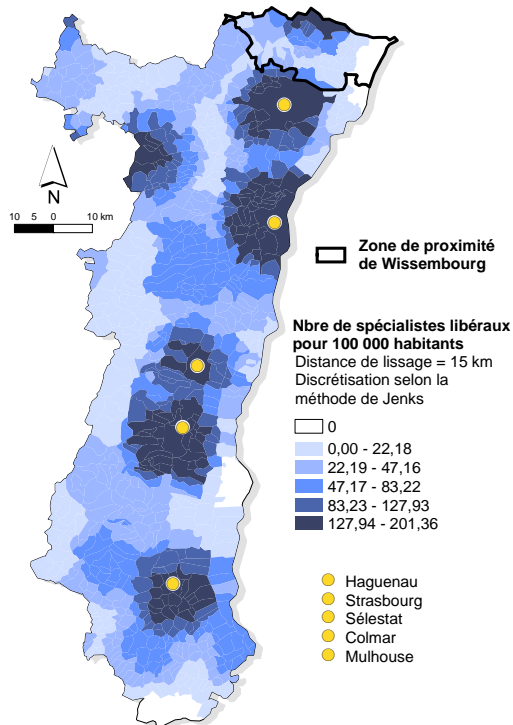 N
10 5 0 10 km
Zone de proximité
de Wissembourg
Nbre de spécialistes libéraux
pour 100 000 habitants
Distance de lissage = 15 km
Discrétisation selon la
méthode de Jenks
0
0,00 - 22,18
22,19 - 47,16
47,17 - 83,22
83,23 - 127,93
127,94 - 201,36
Haguenau
Strasbourg
Sélestat
Colmar
Mulhouse